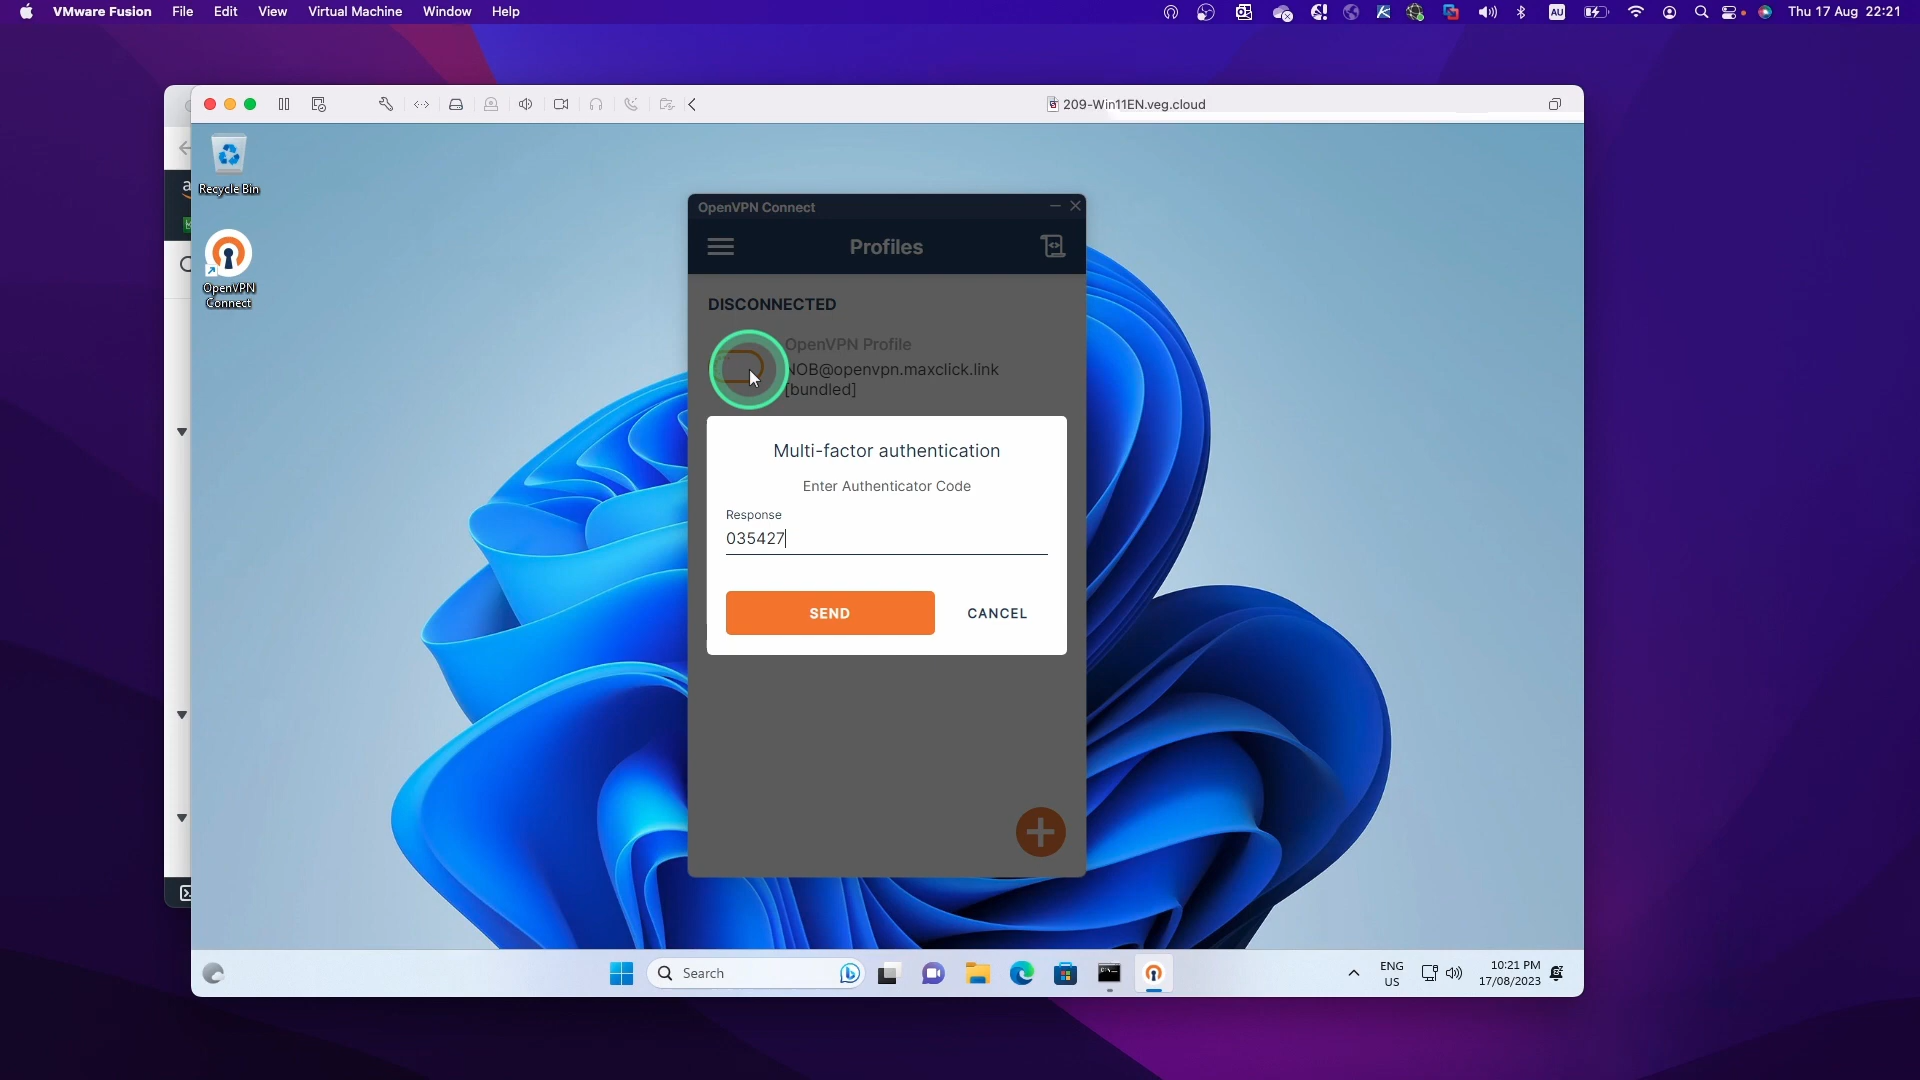 VMware Fusion File Edit View Virtual Machine Window Help
AU
Thu 17 Aug 22:21
209-Win11EN.veg.cloud
Recycle Bin
OpenVPN
Connect
OpenVPN Connect
Profiles
DISCONNECTED
OpenVPN Profile
NOB@openvpn.maxclick.link
[bundled]
Multi-factor authentication
Enter Authenticator Code
Response
035427
SEND
CANCEL
Search
ENG
US
10:21 PM
17/08/2023